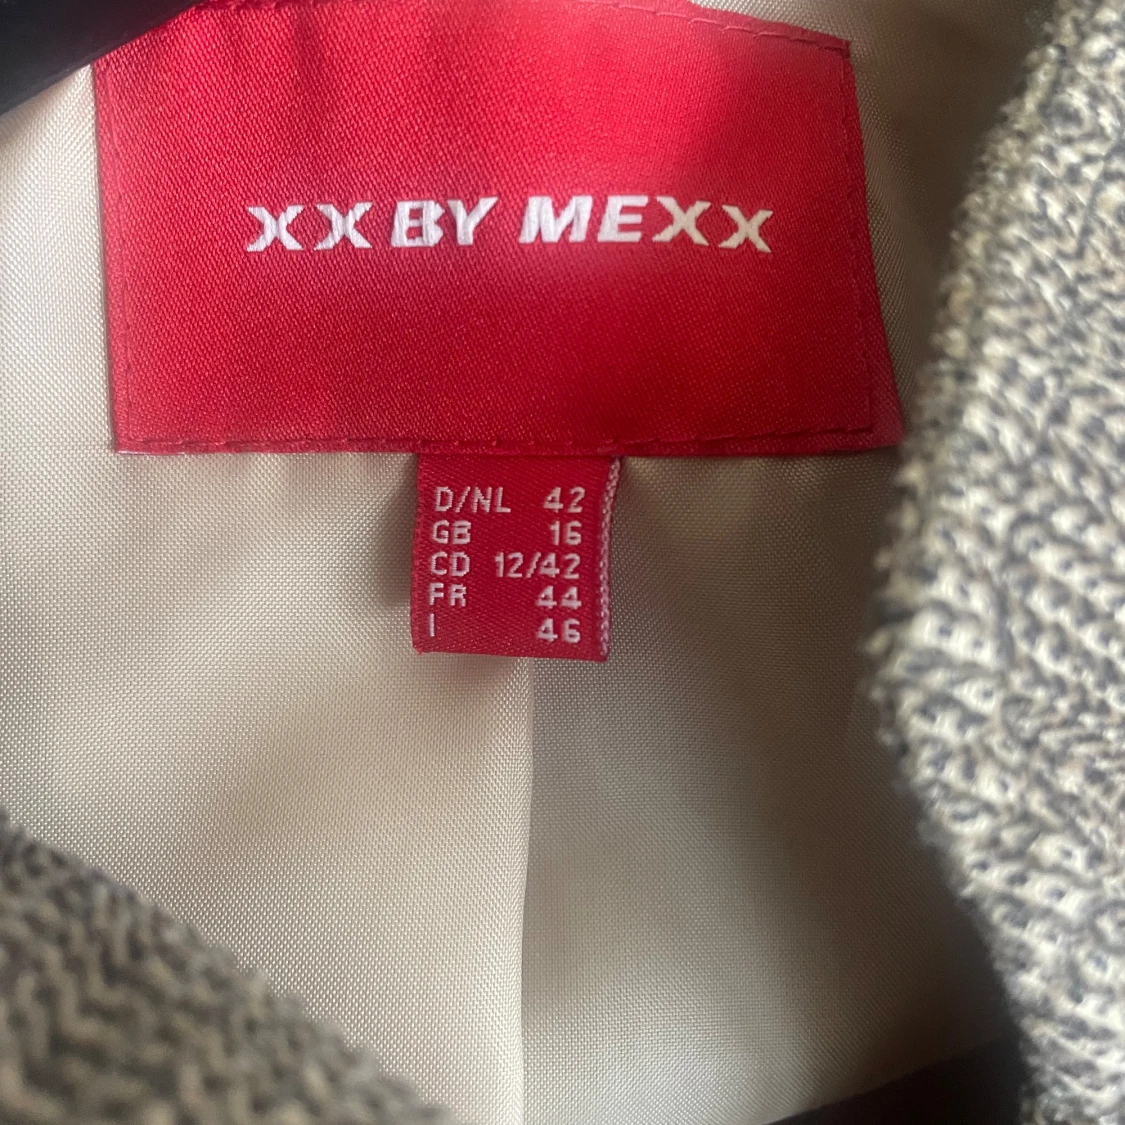 XX BY MEXX
D/NL 42
GB 16
CD 12/42
FR 44
I 46